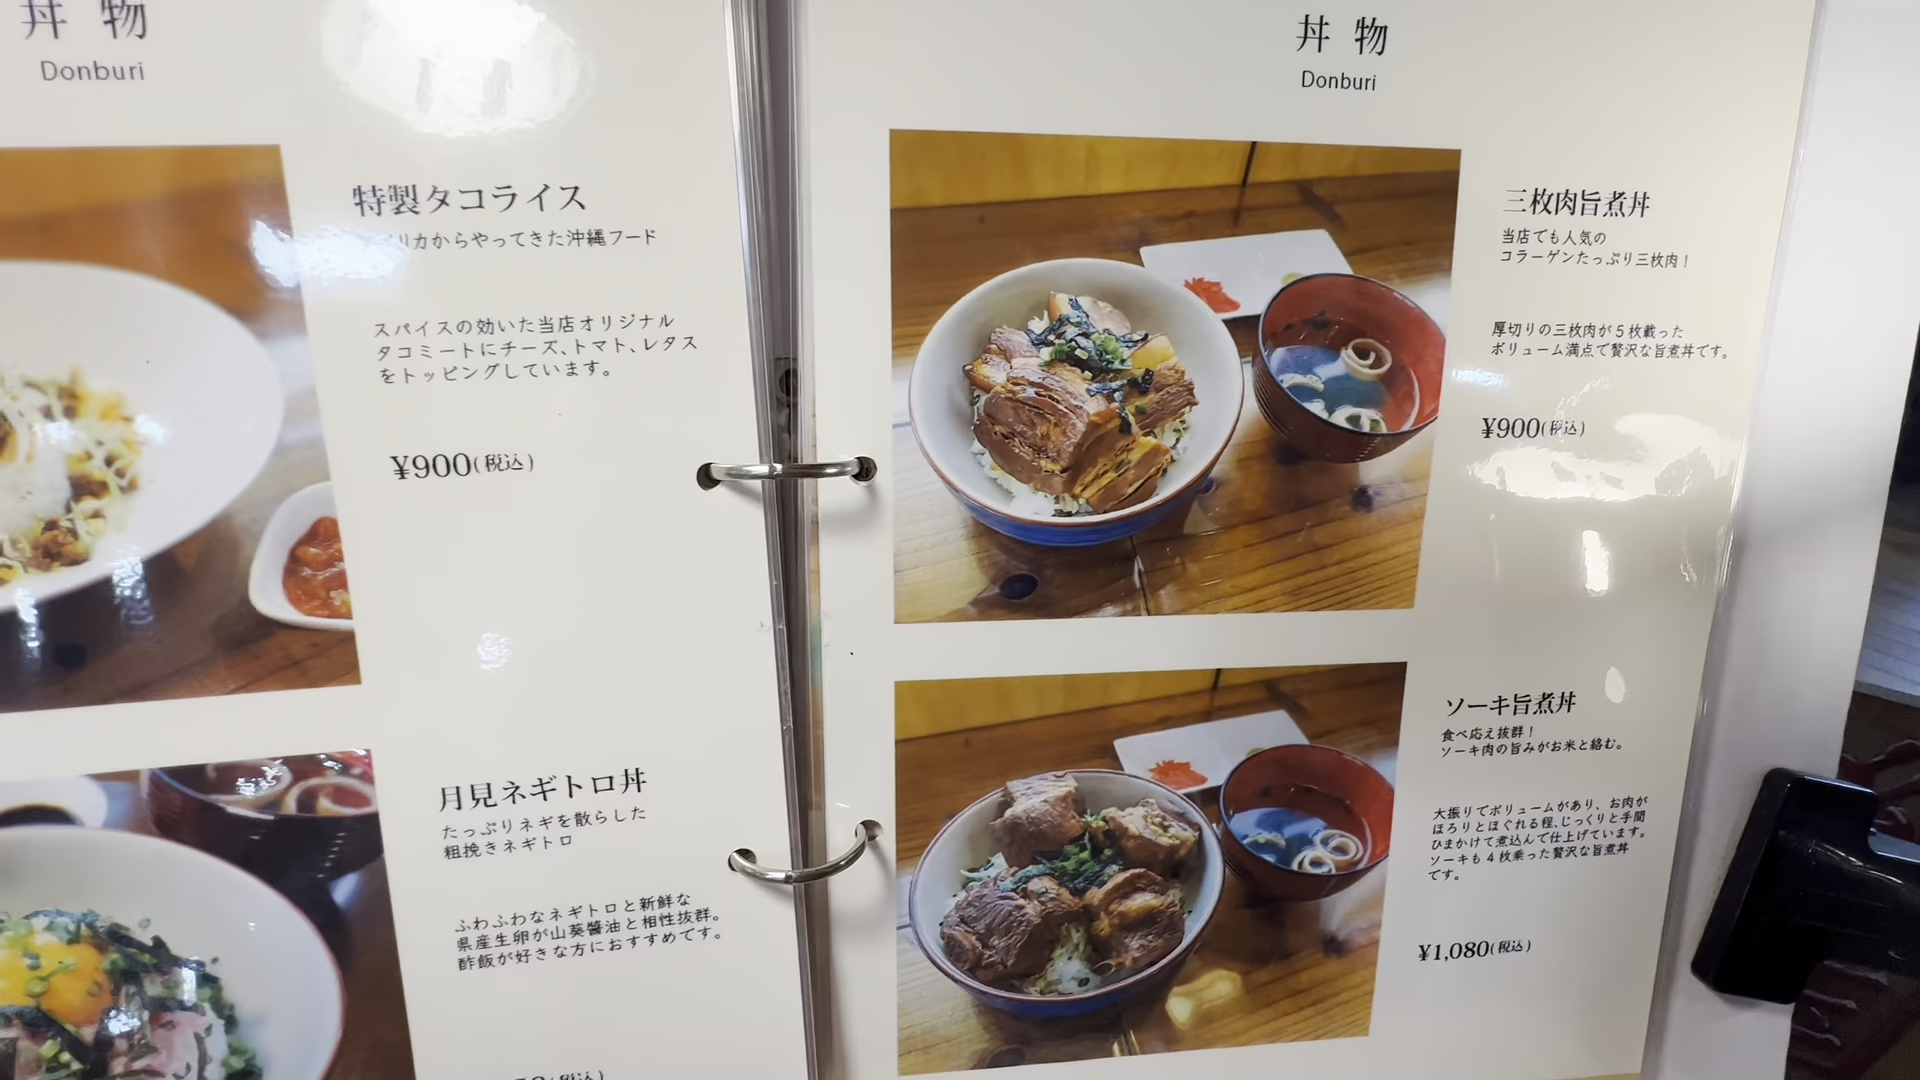 丼 物
Donburi
特製タコライス
リカからやってきた沖縄フード
スパイスの効いた当店オリジナル
タコミートにチーズ、トマト、レタス
をトッピングしています。
¥900(税込)
月見ネギトロ丼
たっぷりネギを散らした
粗挽きネギトロ
ふわふわなネギトロと新鮮な
県産生卵が山葵醤油と相性抜群。
酢飯が好きな方におすすめです。
丼 物
Donburi
三枚肉旨煮丼
当店でも人気の
コラーゲンたっぷり三枚肉！
厚切りの三枚肉が5枚載った
ボリューム満点で贅沢な旨煮丼です。
¥900(税込)
ソーキ旨煮丼
食べ応え抜群！
ソーキ肉の旨みがお米と絡む。
大振りでボリュームがあり、お肉が
ほろりとほぐれる程、じっくりと手間
ひまかけて煮込んで仕上げています。
ソーキも4枚乗った贅沢な旨煮丼
です。
¥1,080(税込)